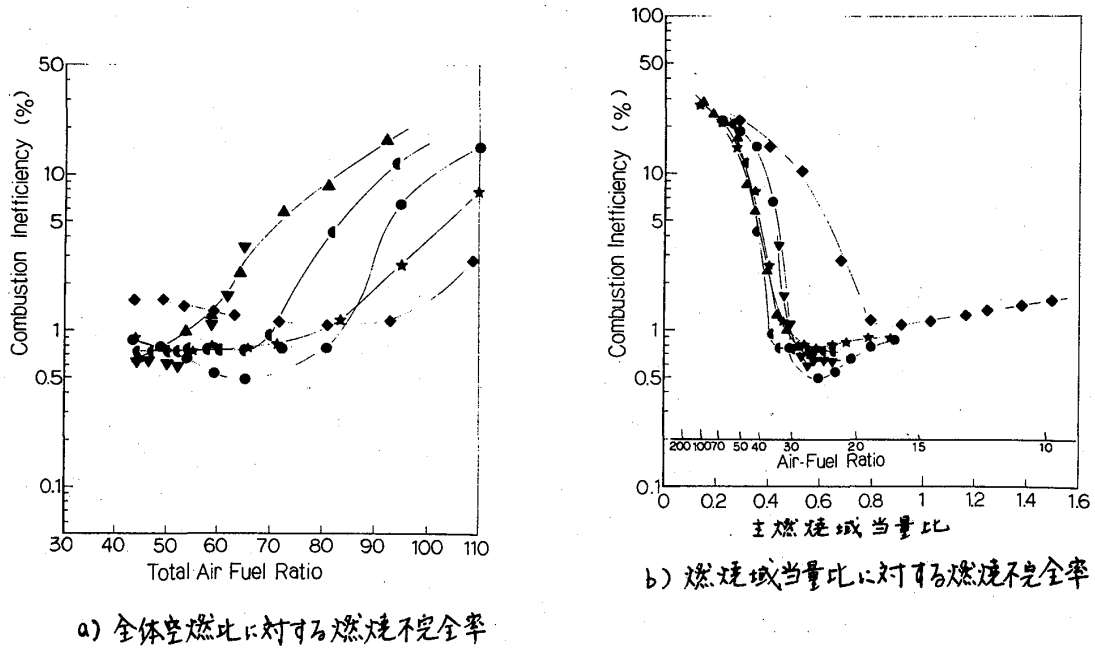 50
10
5
1
0.5
0.1
Combustion Inefficiency (%)
30 40 50 60 70 80 90 100 110
Total Air Fuel Ratio
a) 全体空燃比に対する燃焼不完全率
100
50
10
5
1
0.5
0.1
Combustion Inefficiency (%)
200 100 70 50 40 30 20 15 10
Air-Fuel Ratio
0 0.2 0.4 0.6 0.8 1 1.2 1.4 1.6
主燃焼域当量比
b) 燃焼域当量比に対する燃焼不完全率